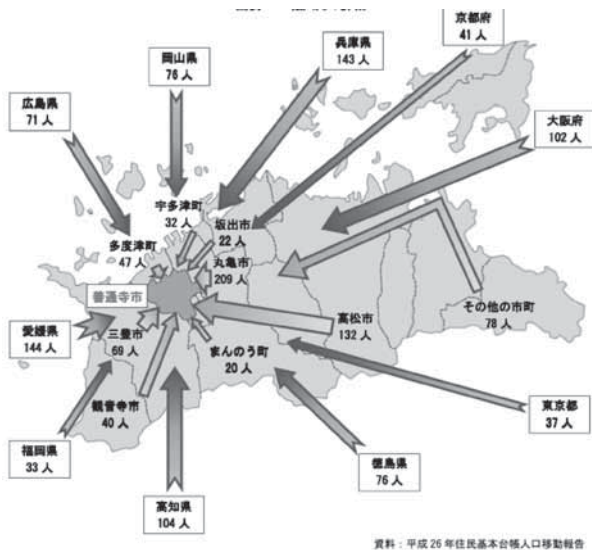 京都府
41 人
兵庫県
143 人
岡山県
76 人
広島県
71 人
大阪府
102 人
宇多津町
32 人
坂出市
22 人
多度津町
47 人
丸亀市
209 人
善通寺市
その他の市町
78 人
高松市
132 人
愛媛県
144 人
三豊市
69 人
まんのう町
20 人
観音寺市
40 人
東京都
37 人
福岡県
33 人
徳島県
76 人
高知県
104 人
資料：平成 26 年住民基本台帳人口移動報告